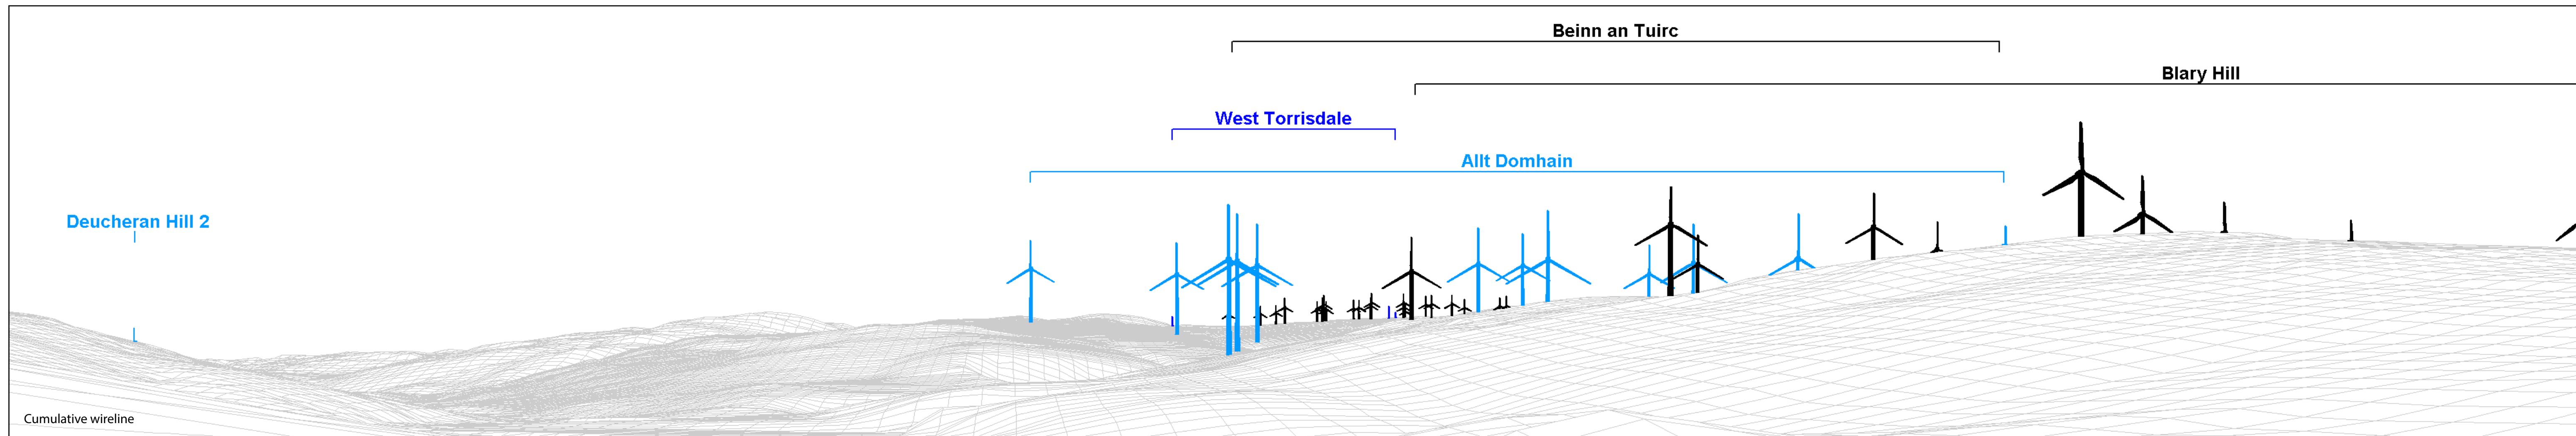 Beinn an Tuirc
Blary Hill
West Torrisdale
Allt Domhain
Deucheran Hill 2
Cumulative wireline